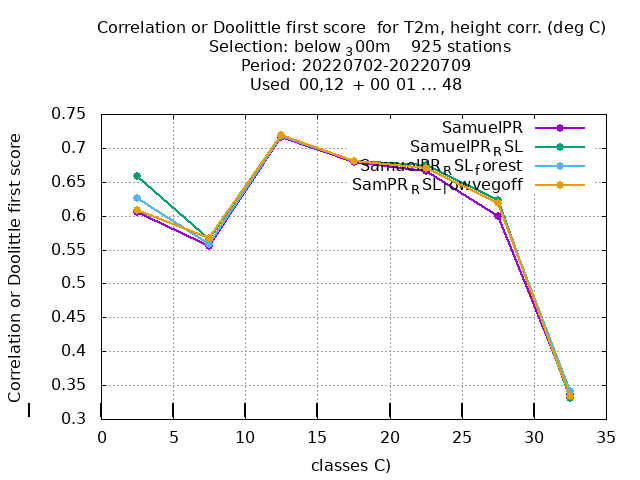 Correlation or Doolittle first score for T2m, height corr. (deg C)
Selection: below 300m 925 stations
Period: 20220702-20220709
Used 00,12 + 00 01 ... 48
Correlation or Doolittle first score
0.75
0.7
0.65
0.6
0.55
0.5
0.45
0.4
0.35
0.3
SamuelPR
SamuelPRRSL
SamuelPRRSLforest
SamPRRSLlowvegoff
0 5 10 15 20 25 30 35
classes C)